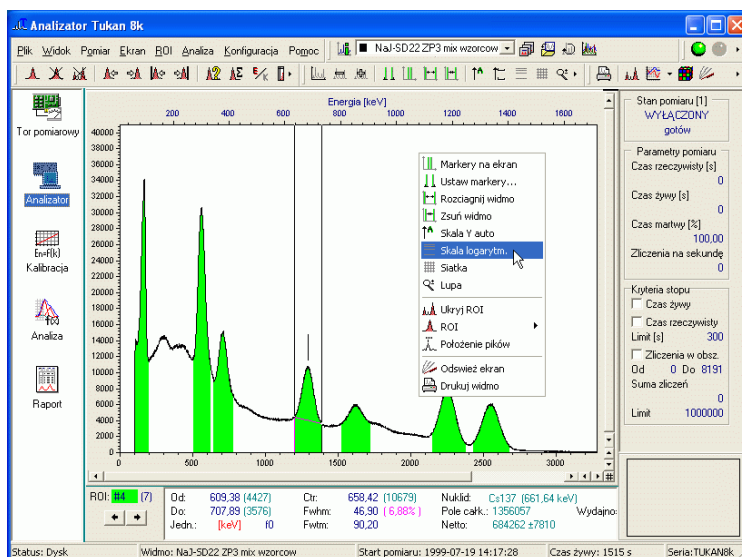 Analizator Tukan 8k
Plik Widok Pomiar Ekran ROI Analiza Konfiguracja Pomoc NaJ-SD22 ZP3 mix wzorcow
Tor pomiarowy
Analizator
En=F(k)
Kalibracja
f(x)
Analiza
Raport
Energia [keV]
200 400 600 800 1000 1200 1400 1600
40000
38000
36000
34000
32000
30000
28000
26000
24000
22000
20000
18000
16000
14000
12000
10000
8000
6000
4000
2000
0
0 500 1000 1500 2000 2500 3000
Markery na ekran
Ustaw markery...
Rozciagnij widmo
Zsuń widmo
Skala Y auto
Skala logarytm.
Siatka
Lupa
Ukryj ROI
ROI
Położenie pików
Odswież ekran
Drukuj widmo
Stan pomiaru [1]
WYŁĄCZONY
gotów
Parametry pomiaru
Czas rzeczywisty [s]
0
Czas żywy [s]
0
Czas martwy [%]
100,00
Zliczenia na sekundę
0
Kryteria stopu
Czas żywy
Czas rzeczywisty
Limit [s] 300
Zliczenia w obsz.
Od 0 Do 8191
Suma zliczeń
0
Limit 1000000
ROI: #4 (7)
Od: 609,38 (4427) Ctr: 658,42 (10679) Nuklid: Cs137 (661,64 keV)
Do: 707,89 (3576) Fwhm: 46,90 (6,88%) Pole całk.: 1356057 Wydajno:
Jedn.: [keV] f0 Fwtm: 90,20 Netto: 684262 ±7810
Status: Dysk Widmo: NaJ-SD22 ZP3 mix wzorcow Start pomiaru: 1999-07-19 14:17:28 Czas żywy: 1515 s Seria:TUKAN8k